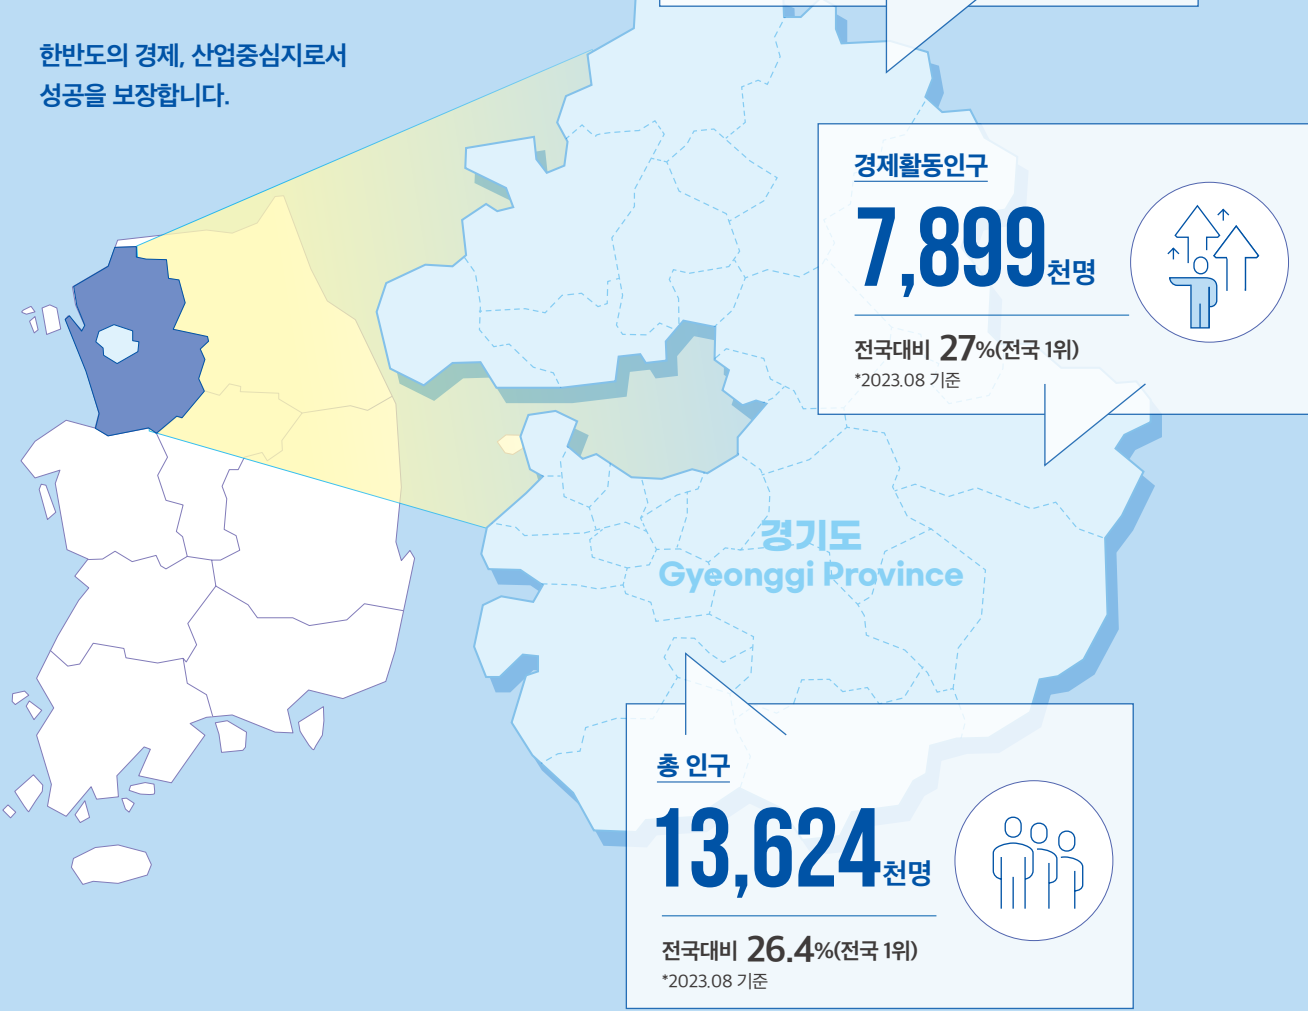 한반도의 경제, 산업중심지로서
성공을 보장합니다.
경제활동인구
7,899천명
전국대비 27%(전국 1위)
*2023.08 기준
경기도
Gyeonggi Province
총 인구
13,624천명
전국대비 26.4%(전국 1위)
*2023.08 기준